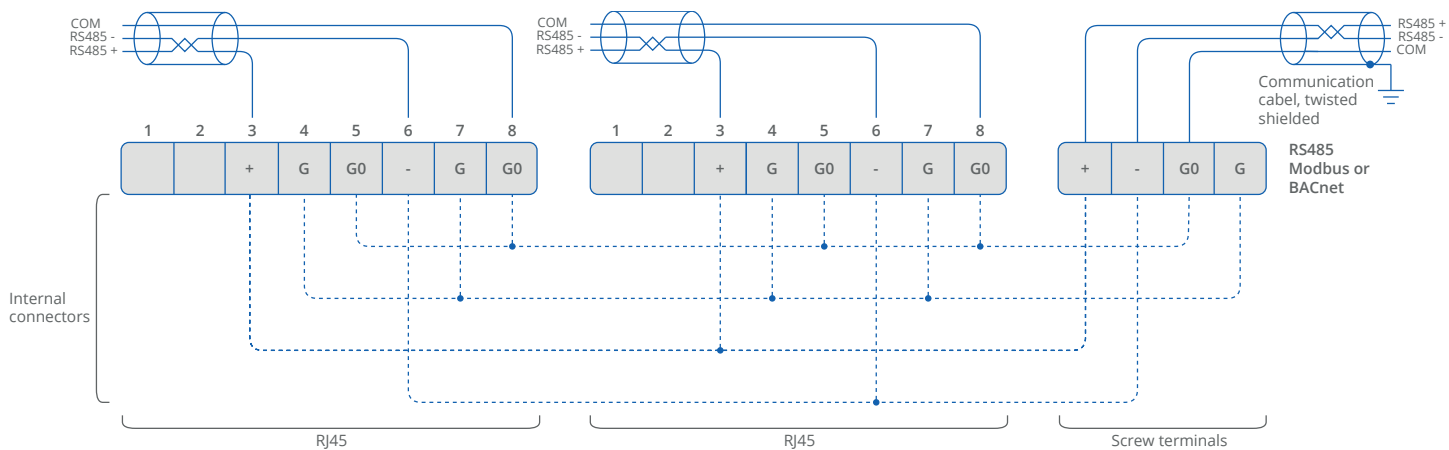 COM
RS485 -
RS485 +
COM
RS485 -
RS485 +
RS485 +
RS485 -
COM
Communication
cabel, twisted
shielded
1 2 3 4 5 6 7 8
1 2 3 4 5 6 7 8
+ G G0 - G G0
+ G G0 - G G0
+ - G0 G
RS485
Modbus or
BACnet
Internal
connectors
RJ45
RJ45
Screw terminals